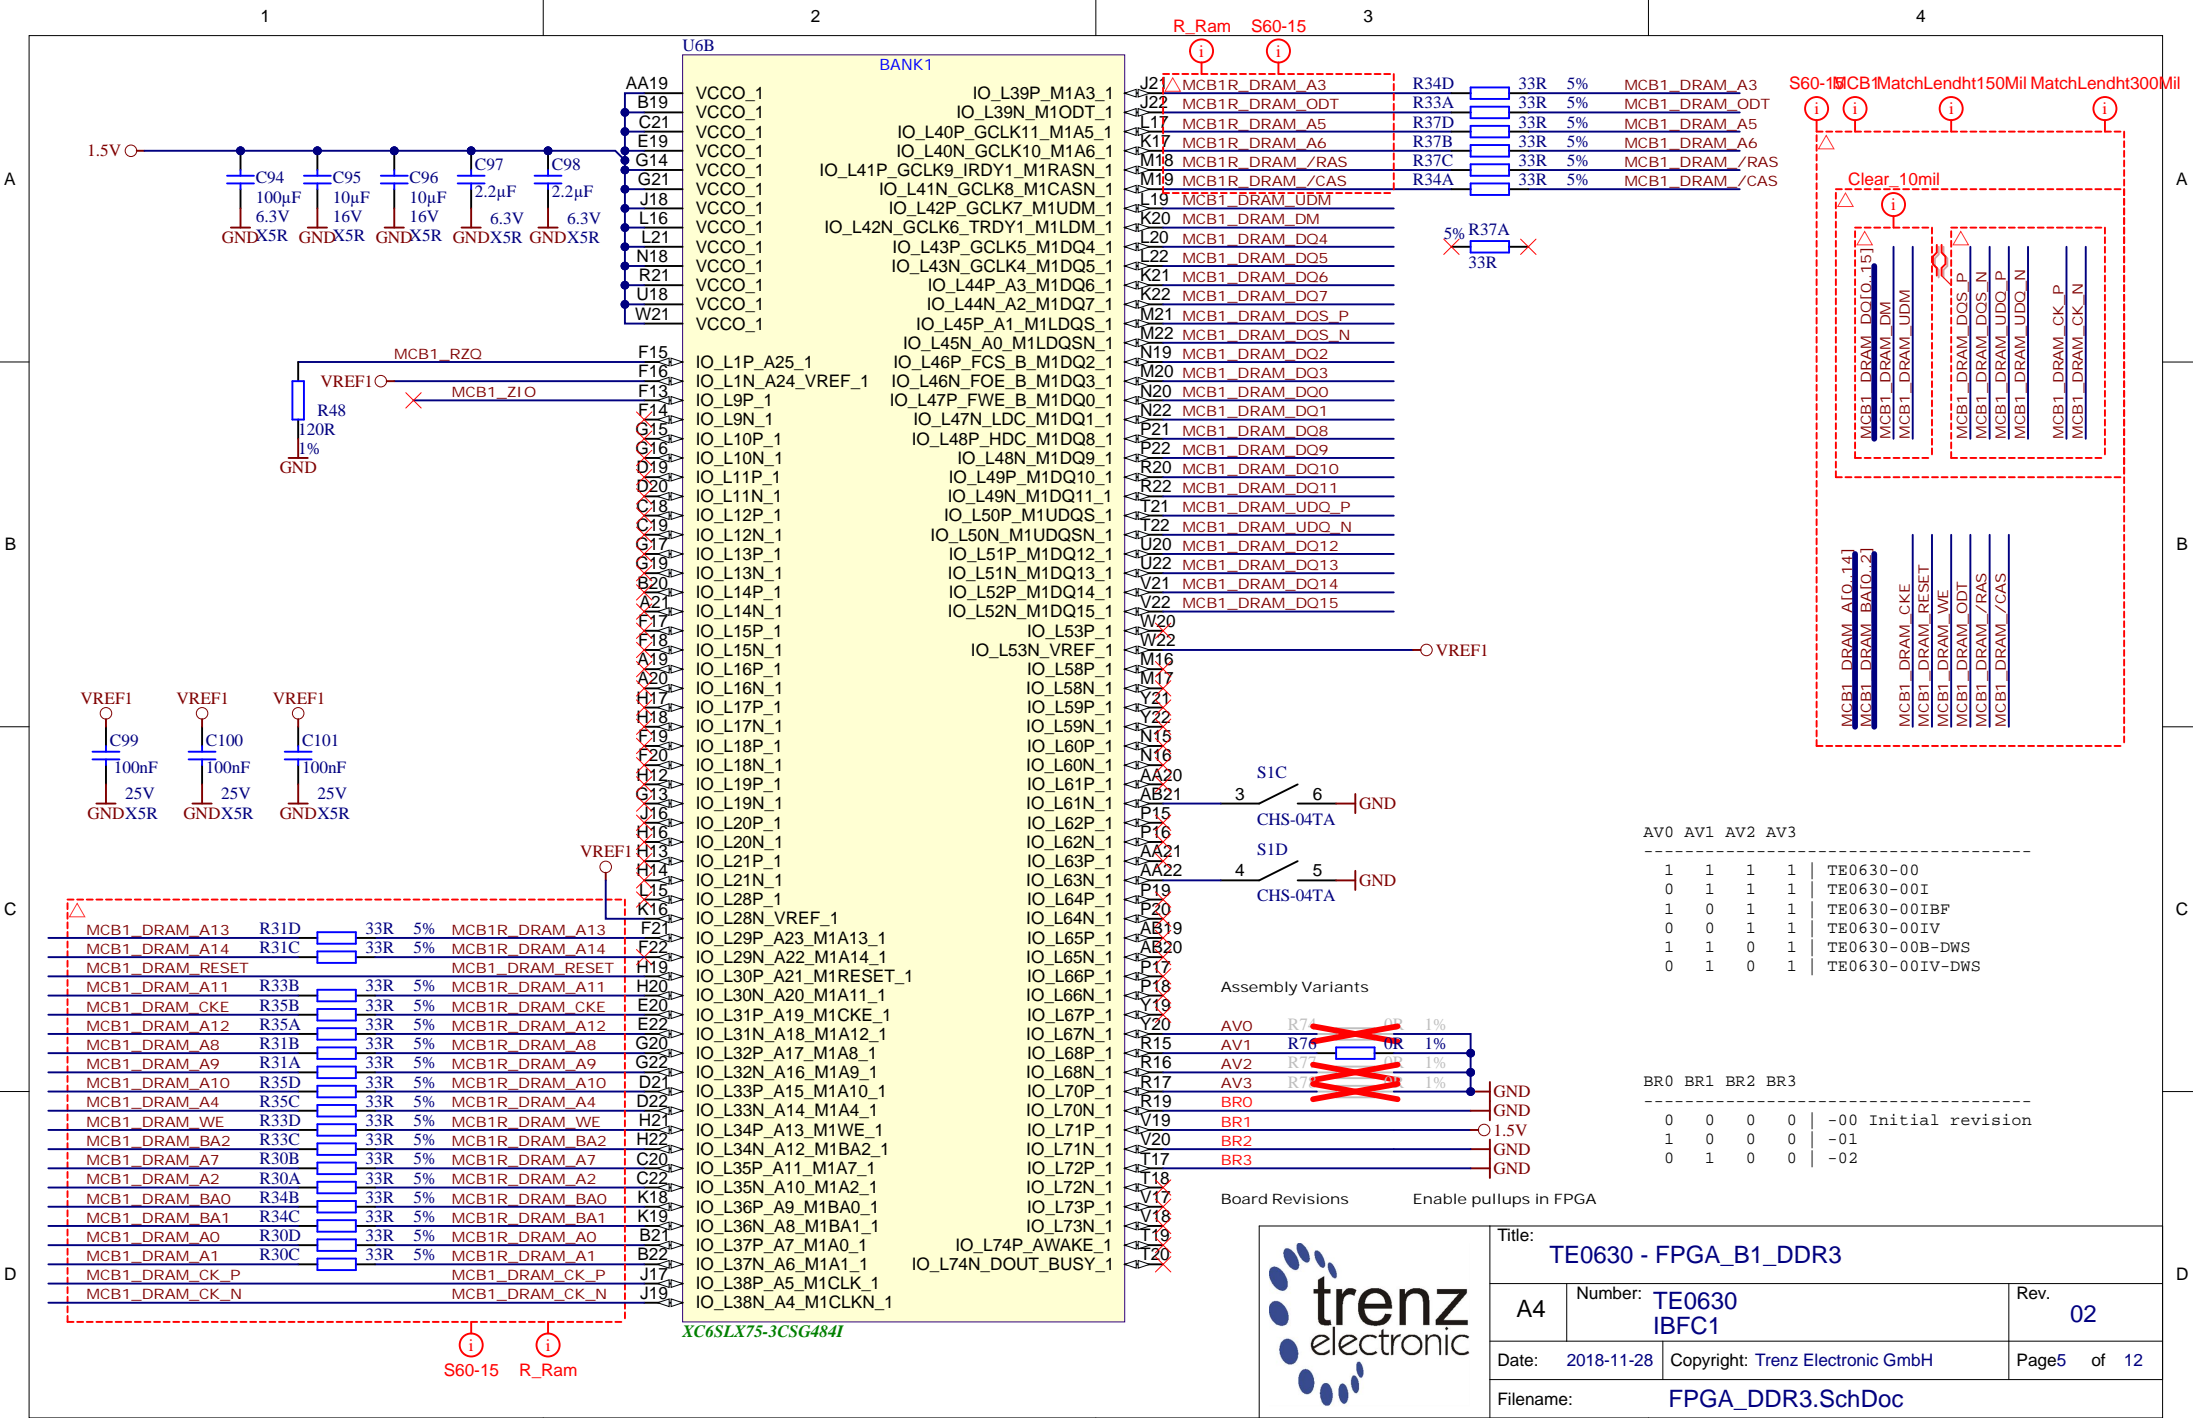 1 2 3 4
R_Ram S60-15
U6B
BANK1
AA19 VCCO_1
B19 VCCO_1
C21 VCCO_1
E19 VCCO_1
G14 VCCO_1
G21 VCCO_1
J18 VCCO_1
L16 VCCO_1
L21 VCCO_1
N18 VCCO_1
R21 VCCO_1
U18 VCCO_1
W21 VCCO_1
1.5V
C94 100µF 6.3V X5R GND
C95 10µF 16V X5R GND
C96 10µF 16V X5R GND
C97 2.2µF 6.3V X5R GND
C98 2.2µF 6.3V X5R GND
A A
MCB1_RZQ F15 IO_L1P_A25_1
VREF1 F16 IO_L1N_A24_VREF_1
MCB1_ZIO F13 IO_L9P_1
R48
120R
1%
GND
F14 IO_L9N_1
G15 IO_L10P_1
G16 IO_L10N_1
D19 IO_L11P_1
D20 IO_L11N_1
C18 IO_L12P_1
C19 IO_L12N_1
G17 IO_L13P_1
G19 IO_L13N_1
B20 IO_L14P_1
A21 IO_L14N_1
F17 IO_L15P_1
F18 IO_L15N_1
A19 IO_L16P_1
A20 IO_L16N_1
H17 IO_L17P_1
H18 IO_L17N_1
F19 IO_L18P_1
F20 IO_L18N_1
H12 IO_L19P_1
G13 IO_L19N_1
J16 IO_L20P_1
H16 IO_L20N_1
H13 IO_L21P_1
H14 IO_L21N_1
L15 IO_L28P_1
VREF1 K16 IO_L28N_VREF_1
B B
VREF1 C99 100nF 25V X5R GND
VREF1 C100 100nF 25V X5R GND
VREF1 C101 100nF 25V X5R GND
C C
MCB1_DRAM_A13 R31D 33R 5% MCB1R_DRAM_A13 F21 IO_L29P_A23_M1A13_1
MCB1_DRAM_A14 R31C 33R 5% MCB1R_DRAM_A14 F22 IO_L29N_A22_M1A14_1
MCB1_DRAM_RESET MCB1_DRAM_RESET H19 IO_L30P_A21_M1RESET_1
MCB1_DRAM_A11 R33B 33R 5% MCB1R_DRAM_A11 H20 IO_L30N_A20_M1A11_1
MCB1_DRAM_CKE R35B 33R 5% MCB1R_DRAM_CKE E20 IO_L31P_A19_M1CKE_1
MCB1_DRAM_A12 R35A 33R 5% MCB1R_DRAM_A12 E22 IO_L31N_A18_M1A12_1
MCB1_DRAM_A8 R31B 33R 5% MCB1R_DRAM_A8 G20 IO_L32P_A17_M1A8_1
MCB1_DRAM_A9 R31A 33R 5% MCB1R_DRAM_A9 G22 IO_L32N_A16_M1A9_1
MCB1_DRAM_A10 R35D 33R 5% MCB1R_DRAM_A10 D21 IO_L33P_A15_M1A10_1
MCB1_DRAM_A4 R35C 33R 5% MCB1R_DRAM_A4 D22 IO_L33N_A14_M1A4_1
MCB1_DRAM_WE R33D 33R 5% MCB1R_DRAM_WE H21 IO_L34P_A13_M1WE_1
MCB1_DRAM_BA2 R33C 33R 5% MCB1R_DRAM_BA2 H22 IO_L34N_A12_M1BA2_1
MCB1_DRAM_A7 R30B 33R 5% MCB1R_DRAM_A7 C20 IO_L35P_A11_M1A7_1
MCB1_DRAM_A2 R30A 33R 5% MCB1R_DRAM_A2 C22 IO_L35N_A10_M1A2_1
MCB1_DRAM_BA0 R34B 33R 5% MCB1R_DRAM_BA0 K18 IO_L36P_A9_M1BA0_1
MCB1_DRAM_BA1 R34C 33R 5% MCB1R_DRAM_BA1 K19 IO_L36N_A8_M1BA1_1
MCB1_DRAM_A0 R30D 33R 5% MCB1R_DRAM_A0 B21 IO_L37P_A7_M1A0_1
MCB1_DRAM_A1 R30C 33R 5% MCB1R_DRAM_A1 B22 IO_L37N_A6_M1A1_1
MCB1_DRAM_CK_P MCB1_DRAM_CK_P J17 IO_L38P_A5_M1CLK_1
MCB1_DRAM_CK_N MCB1_DRAM_CK_N J19 IO_L38N_A4_M1CLKN_1
D D
S60-15 R_Ram
XC6SLX75-3CSG484I
IO_L39P_M1A3_1 J21 MCB1R_DRAM_A3 R34D 33R 5% MCB1_DRAM_A3
IO_L39N_M1ODT_1 J22 MCB1R_DRAM_ODT R33A 33R 5% MCB1_DRAM_ODT
IO_L40P_GCLK11_M1A5_1 L17 MCB1R_DRAM_A5 R37D 33R 5% MCB1_DRAM_A5
IO_L40N_GCLK10_M1A6_1 K17 MCB1R_DRAM_A6 R37B 33R 5% MCB1_DRAM_A6
IO_L41P_GCLK9_IRDY1_M1RASN_1 M18 MCB1R_DRAM_/RAS R37C 33R 5% MCB1_DRAM_/RAS
IO_L41N_GCLK8_M1CASN_1 M19 MCB1R_DRAM_/CAS R34A 33R 5% MCB1_DRAM_/CAS
IO_L42P_GCLK7_M1UDM_1 L19 MCB1_DRAM_UDM
IO_L42N_GCLK6_TRDY1_M1LDM_1 K20 MCB1_DRAM_DM
IO_L43P_GCLK5_M1DQ4_1 L20 MCB1_DRAM_DQ4
IO_L43N_GCLK4_M1DQ5_1 L22 MCB1_DRAM_DQ5
IO_L44P_A3_M1DQ6_1 K21 MCB1_DRAM_DQ6
IO_L44N_A2_M1DQ7_1 K22 MCB1_DRAM_DQ7
IO_L45P_A1_M1LDQS_1 M21 MCB1_DRAM_DQS_P
IO_L45N_A0_M1LDQSN_1 M22 MCB1_DRAM_DQS_N
IO_L46P_FCS_B_M1DQ2_1 N19 MCB1_DRAM_DQ2
IO_L46N_FOE_B_M1DQ3_1 M20 MCB1_DRAM_DQ3
IO_L47P_FWE_B_M1DQ0_1 N20 MCB1_DRAM_DQ0
IO_L47N_LDC_M1DQ1_1 N22 MCB1_DRAM_DQ1
IO_L48P_HDC_M1DQ8_1 P21 MCB1_DRAM_DQ8
IO_L48N_M1DQ9_1 P22 MCB1_DRAM_DQ9
IO_L49P_M1DQ10_1 R20 MCB1_DRAM_DQ10
IO_L49N_M1DQ11_1 R22 MCB1_DRAM_DQ11
IO_L50P_M1UDQS_1 T21 MCB1_DRAM_UDQ_P
IO_L50N_M1UDQSN_1 T22 MCB1_DRAM_UDQ_N
IO_L51P_M1DQ12_1 U20 MCB1_DRAM_DQ12
IO_L51N_M1DQ13_1 U22 MCB1_DRAM_DQ13
IO_L52P_M1DQ14_1 V21 MCB1_DRAM_DQ14
IO_L52N_M1DQ15_1 V22 MCB1_DRAM_DQ15
IO_L53P_1 W20
IO_L53N_VREF_1 W22 VREF1
IO_L58P_1 M16
IO_L58N_1 M17
IO_L59P_1 Y21
IO_L59N_1 Y22
IO_L60P_1 N15
IO_L60N_1 N16
IO_L61P_1 AA20
IO_L61N_1 AB21 3 S1C 6 GND
CHS-04TA
IO_L62P_1 P15
IO_L62N_1 P16
IO_L63P_1 AA21
IO_L63N_1 AA22 4 S1D 5 GND
CHS-04TA
IO_L64P_1 P19
IO_L64N_1 P20
IO_L65P_1 AB19
IO_L65N_1 AB20
IO_L66P_1 P17
IO_L66N_1 P18
IO_L67P_1 Y19
Assembly Variants
IO_L67N_1 Y20 AV0 R74 0R 1%
IO_L68P_1 R15 AV1 R76 0R 1%
IO_L68N_1 R16 AV2 R77 0R 1%
IO_L70P_1 R17 AV3 0R 1% GND
IO_L70N_1 R19 BR0 GND
IO_L71P_1 V19 BR1 1.5V
IO_L71N_1 V20 BR2 GND
IO_L72P_1 T17 BR3 GND
IO_L72N_1 T18
IO_L73P_1 V17
IO_L73N_1 V18
IO_L74P_AWAKE_1 T19
IO_L74N_DOUT_BUSY_1 T20
Board Revisions Enable pullups in FPGA
5% R37A
33R
S60-15 MCB1 MatchLendht150Mil MatchLendht300Mil
Clear_10mil
MCB1_DRAM_DQ[0..15]
MCB1_DRAM_DM
MCB1_DRAM_UDM
MCB1_DRAM_DQS_P
MCB1_DRAM_DQS_N
MCB1_DRAM_UDQ_P
MCB1_DRAM_UDQ_N
MCB1_DRAM_CK_P
MCB1_DRAM_CK_N
MCB1_DRAM_A[0..14]
MCB1_DRAM_BA[0..2]
MCB1_DRAM_CKE
MCB1_DRAM_RESET
MCB1_DRAM_WE
MCB1_DRAM_ODT
MCB1_DRAM_/RAS
MCB1_DRAM_/CAS
AV0 AV1 AV2 AV3
1 1 1 1 | TE0630-00
0 1 1 1 | TE0630-00I
1 0 1 1 | TE0630-00IBF
0 0 1 1 | TE0630-00IV
1 1 0 1 | TE0630-00B-DWS
0 1 0 1 | TE0630-00IV-DWS
BR0 BR1 BR2 BR3
0 0 0 0 | -00 Initial revision
1 0 0 0 | -01
0 1 0 0 | -02
trenz
electronic
Title:
TE0630 - FPGA_B1_DDR3
A4 Number: TE0630
IBFC1
Rev. 02
Date: 2018-11-28 Copyright: Trenz Electronic GmbH Page5 of 12
Filename: FPGA_DDR3.SchDoc